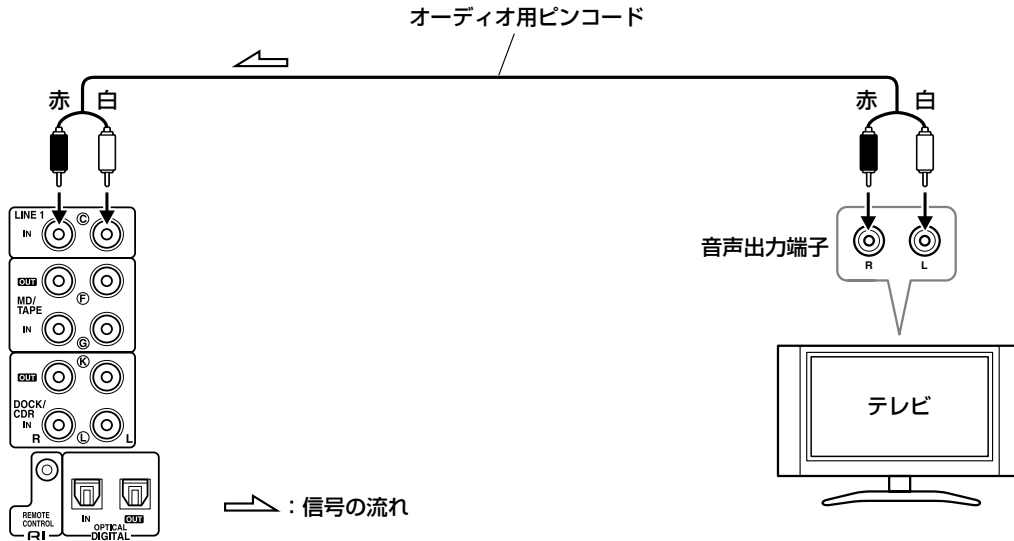 オーディオ用ピンコード
赤 白
赤 白
LINE 1
IN
C
OUT
MD/
TAPE
F
IN
G
K
OUT
DOCK/
CDR
IN
R L L
REMOTE
CONTROL
RI
IN OUT
OPTICAL
DIGITAL
:信号の流れ
音声出力端子
R L
テレビ